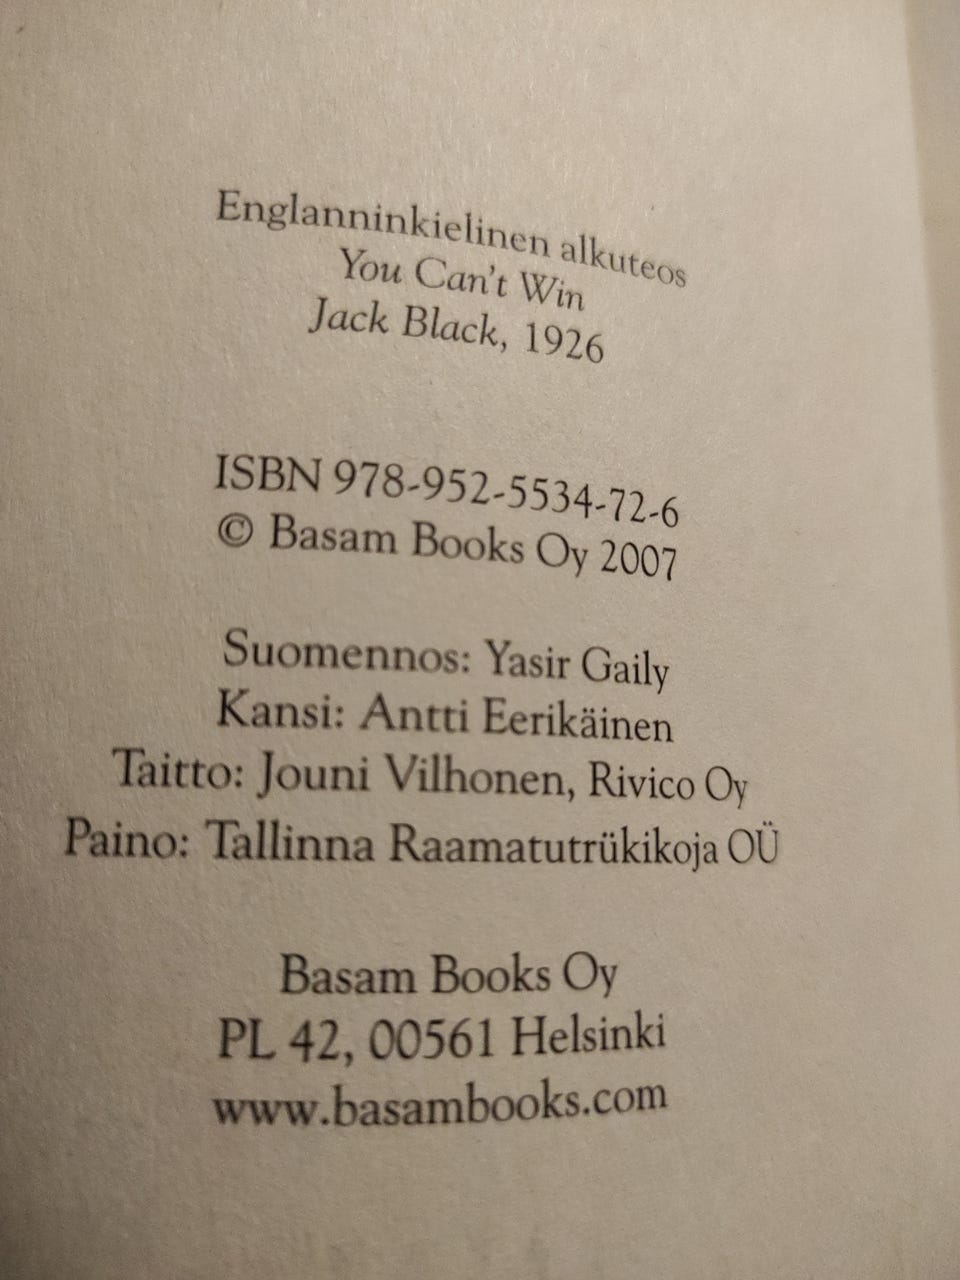 Englanninkielinen alkuteos
You Can't Win
Jack Black, 1926
ISBN 978-952-5534-72-6
© Basam Books Oy 2007
Suomennos: Yasir Gaily
Kansi: Antti Eerikäinen
Taitto: Jouni Vilhonen, Rivico Oy
Paino: Tallinna Raamatutrükikoja OÜ
Basam Books Oy
PL 42, 00561 Helsinki
www.basambooks.com